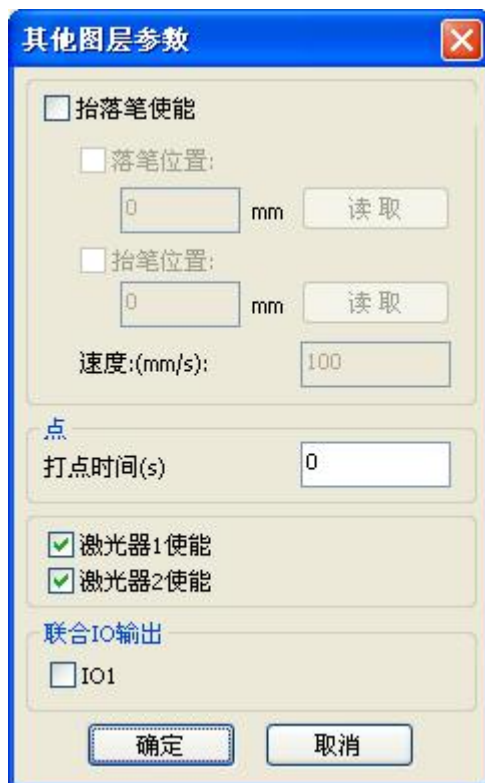 其他图层参数
抬落笔使能
落笔位置:
0 mm 读取
抬笔位置:
0 mm 读取
速度:(mm/s): 100
点
打点时间(s) 0
激光器1使能
激光器2使能
联合IO输出
IO1
确定 取消